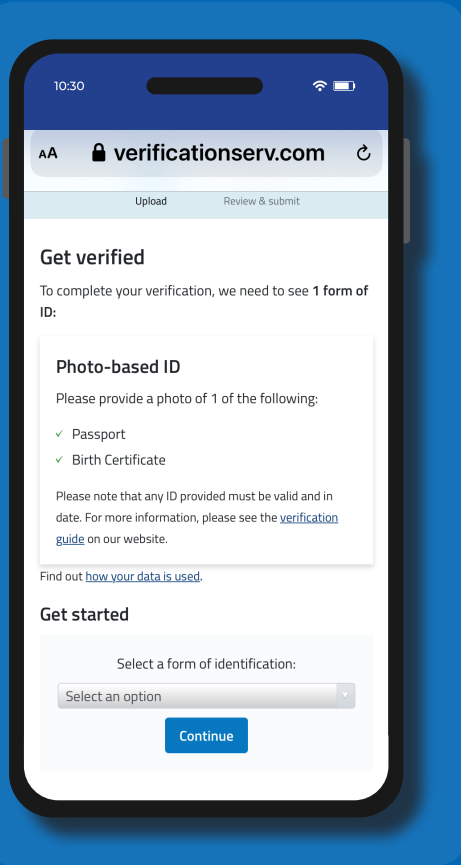 10:30
AA verificationserv.com
Upload Review & submit
Get verified
To complete your verification, we need to see 1 form of
ID:
Photo-based ID
Please provide a photo of 1 of the following:
Passport
Birth Certificate
Please note that any ID provided must be valid and in
date. For more information, please see the verification
guide on our website.
Find out how your data is used.
Get started
Select a form of identification:
Select an option
Continue